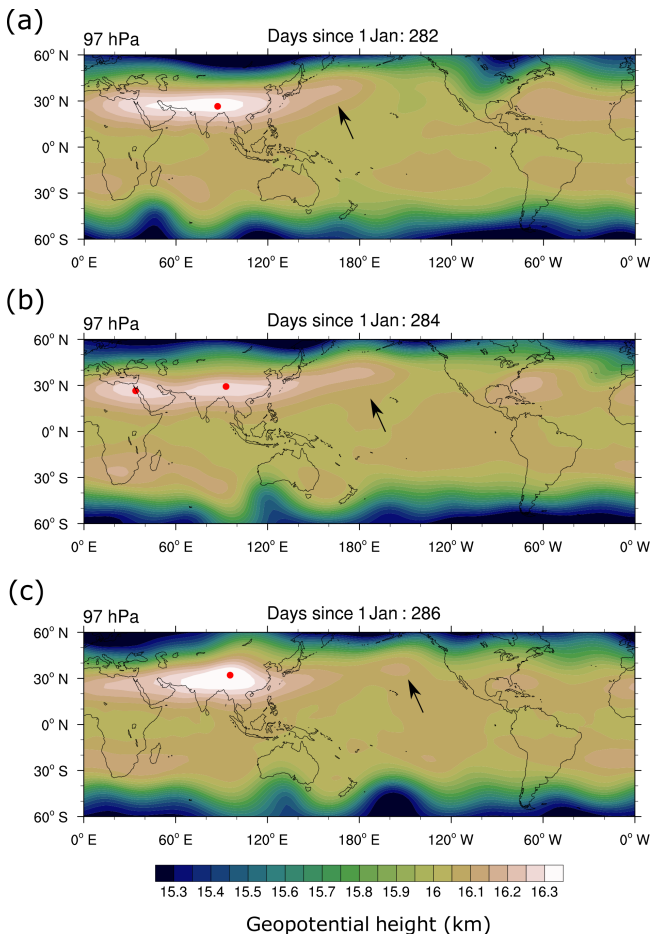 (a)
97 hPa Days since 1 Jan: 282
60° N
30° N
0° N
30° S
60° S
0° E 60° E 120° E 180° E 120° W 60° W 0° W
(b)
97 hPa Days since 1 Jan: 284
60° N
30° N
0° N
30° S
60° S
0° E 60° E 120° E 180° E 120° W 60° W 0° W
(c)
97 hPa Days since 1 Jan : 286
60° N
30° N
0° N
30° S
60° S
0° E 60° E 120° E 180° E 120° W 60° W 0° W
15.3 15.4 15.5 15.6 15.7 15.8 15.9 16 16.1 16.2 16.3
Geopotential height (km)